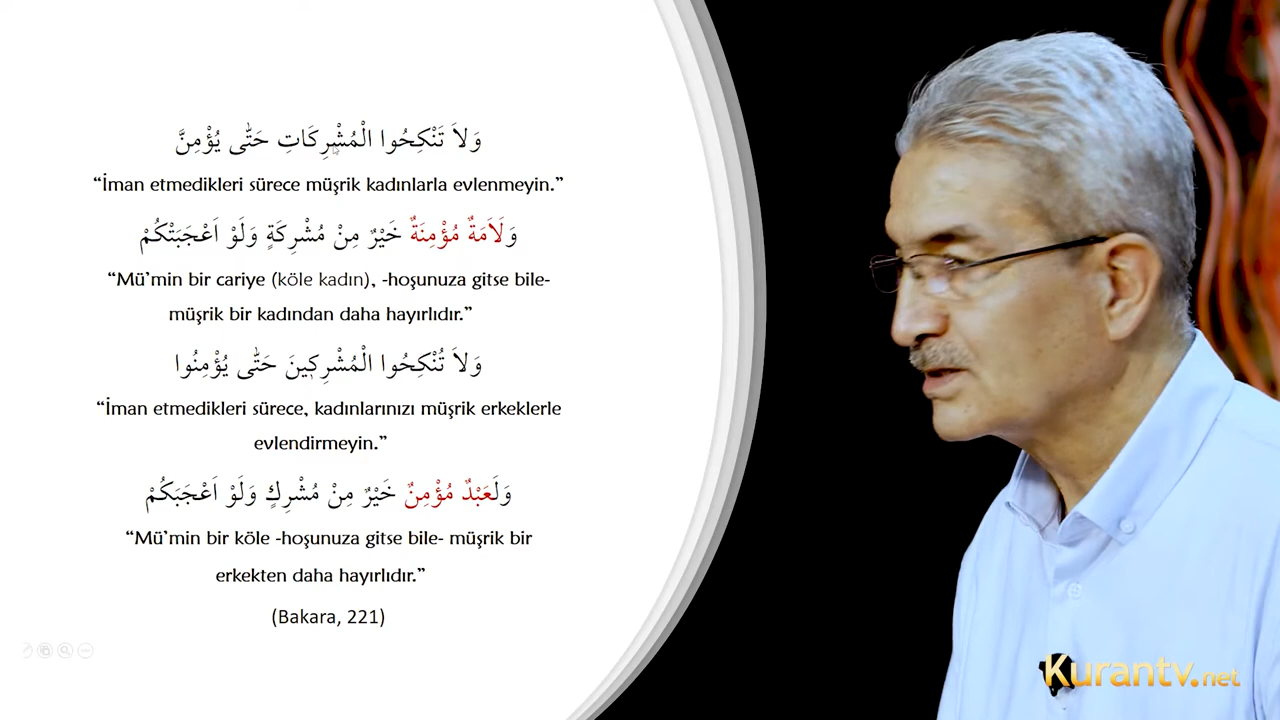 وَلاَ تَنْكِحُوا الْمُشْرِكَاتِ حَتّٰى يُؤْمِنَّ
“İman etmedikleri sürece müşrik kadınlarla evlenmeyin.”
وَلَاَمَةٌ مُؤْمِنَةٌ خَيْرٌ مِنْ مُشْرِكَةٍ وَلَوْ اَعْجَبَتْكُمْ
“Mü’min bir cariye (köle kadın), -hoşunuza gitse bile-
müşrik bir kadından daha hayırlıdır.”
وَلاَ تُنْكِحُوا الْمُشْرِكٖينَ حَتّٰى يُؤْمِنُوا
“İman etmedikleri sürece, kadınlarınızı müşrik erkeklerle
evlendirmeyin.”
وَلَعَبْدٌ مُؤْمِنٌ خَيْرٌ مِنْ مُشْرِكٍ وَلَوْ اَعْجَبَكُمْ
“Mü’min bir köle -hoşunuza gitse bile- müşrik bir
erkekten daha hayırlıdır.”
(Bakara, 221)
Kurantv.net